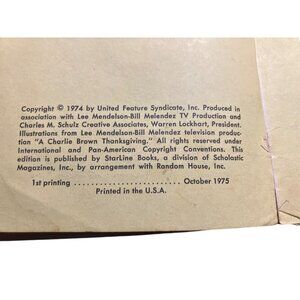 Copyright © 1974 by United Feature Syndicate, Inc. Produced in
association with Lee Mendelson-Bill Melendez TV Production and
Charles M. Schulz Creative Associates, Warren Lockhart, President.
Illustrations from Lee Mendelson-Bill Melendez television produc
tion "A Charlie Brown Thanksgiving." All rights reserved under
International and Pan-American Copyright Conventions. This
edition is published by StarLine Books, a division of Scholastic
Magazines, Inc., by arrangement with Random House, Inc.
1st printing ........................ October 1975
Printed in the U.S.A.